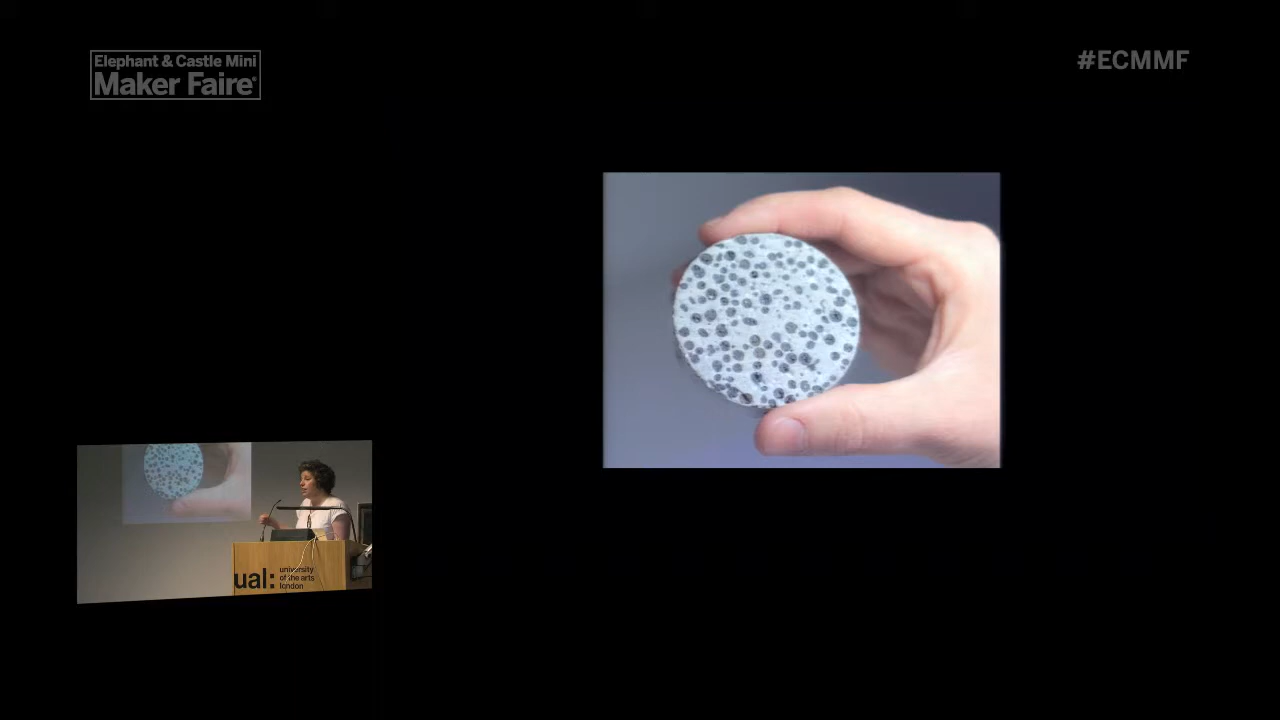 Elephant & Castle Mini
Maker Faire®
#ECMMF
ual: university
of the arts
london